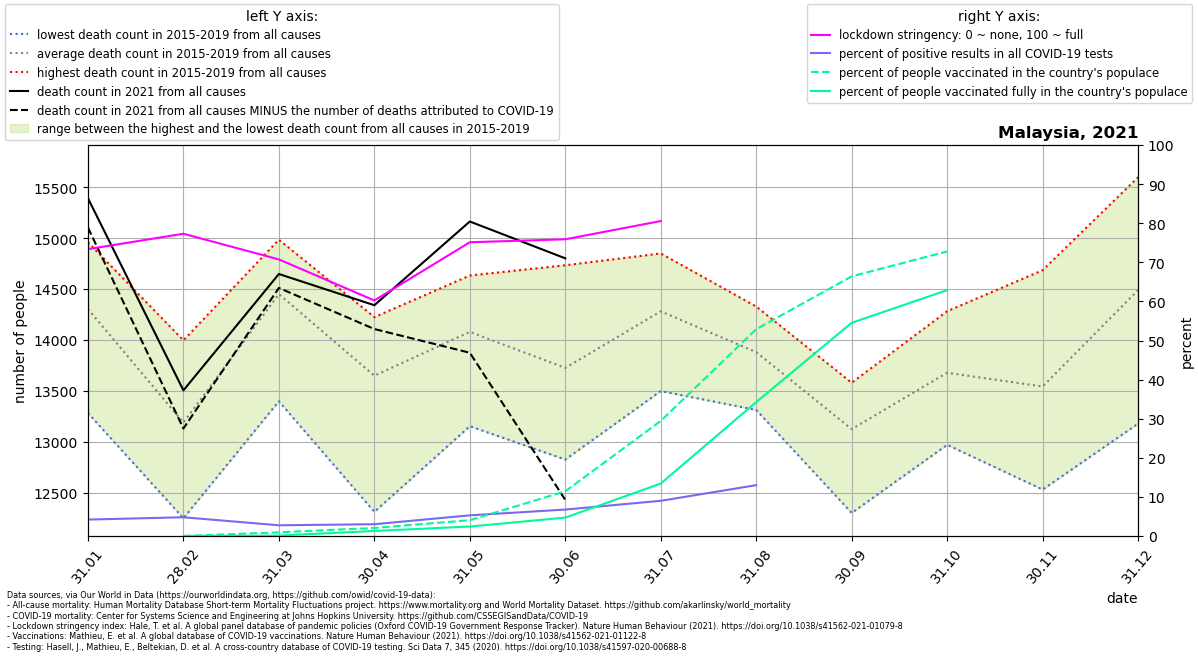 left Y axis:
lowest death count in 2015-2019 from all causes
average death count in 2015-2019 from all causes
highest death count in 2015-2019 from all causes
death count in 2021 from all causes
death count in 2021 from all causes MINUS the number of deaths attributed to COVID-19
range between the highest and the lowest death count from all causes in 2015-2019
right Y axis:
lockdown stringency: 0 ~ none, 100 ~ full
percent of positive results in all COVID-19 tests
percent of people vaccinated in the country's populace
percent of people vaccinated fully in the country's populace
Malaysia, 2021
number of people
15500
15000
14500
14000
13500
13000
12500
100
90
80
70
60
50
40
30
20
10
0
percent
31.01
28.02
31.03
30.04
31.05
30.06
31.07
31.08
30.09
31.10
30.11
31.12
date
Data sources, via Our World in Data (https://ourworldindata.org, https://github.com/owid/covid-19-data):
- All-cause mortality: Human Mortality Database Short-term Mortality Fluctuations project. https://www.mortality.org and World Mortality Dataset. https://github.com/akarlinsky/world_mortality
- COVID-19 mortality: Center for Systems Science and Engineering at Johns Hopkins University. https://github.com/CSSEGISandData/COVID-19
- Lockdown stringency index: Hale, T. et al. A global panel database of pandemic policies (Oxford COVID-19 Government Response Tracker). Nature Human Behaviour (2021). https://doi.org/10.1038/s41562-021-01079-8
- Vaccinations: Mathieu, E. et al. A global database of COVID-19 vaccinations. Nature Human Behaviour (2021). https://doi.org/10.1038/s41562-021-01122-8
- Testing: Hasell, J., Mathieu, E., Beltekian, D. et al. A cross-country database of COVID-19 testing. Sci Data 7, 345 (2020). https://doi.org/10.1038/s41597-020-00688-8